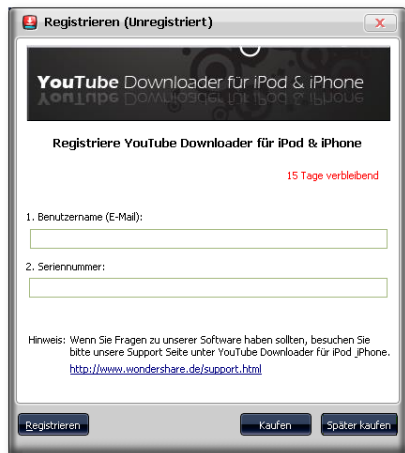 Registrieren (Unregistriert)
YouTube Downloader für iPod & iPhone
Registriere YouTube Downloader für iPod & iPhone
15 Tage verbleibend
1. Benutzername (E-Mail):
2. Seriennummer:
Hinweis: Wenn Sie Fragen zu unserer Software haben sollten, besuchen Sie
bitte unsere Support Seite unter YouTube Downloader für iPod_iPhone.
http://www.wondershare.de/support.html
Registrieren
Kaufen
Später kaufen